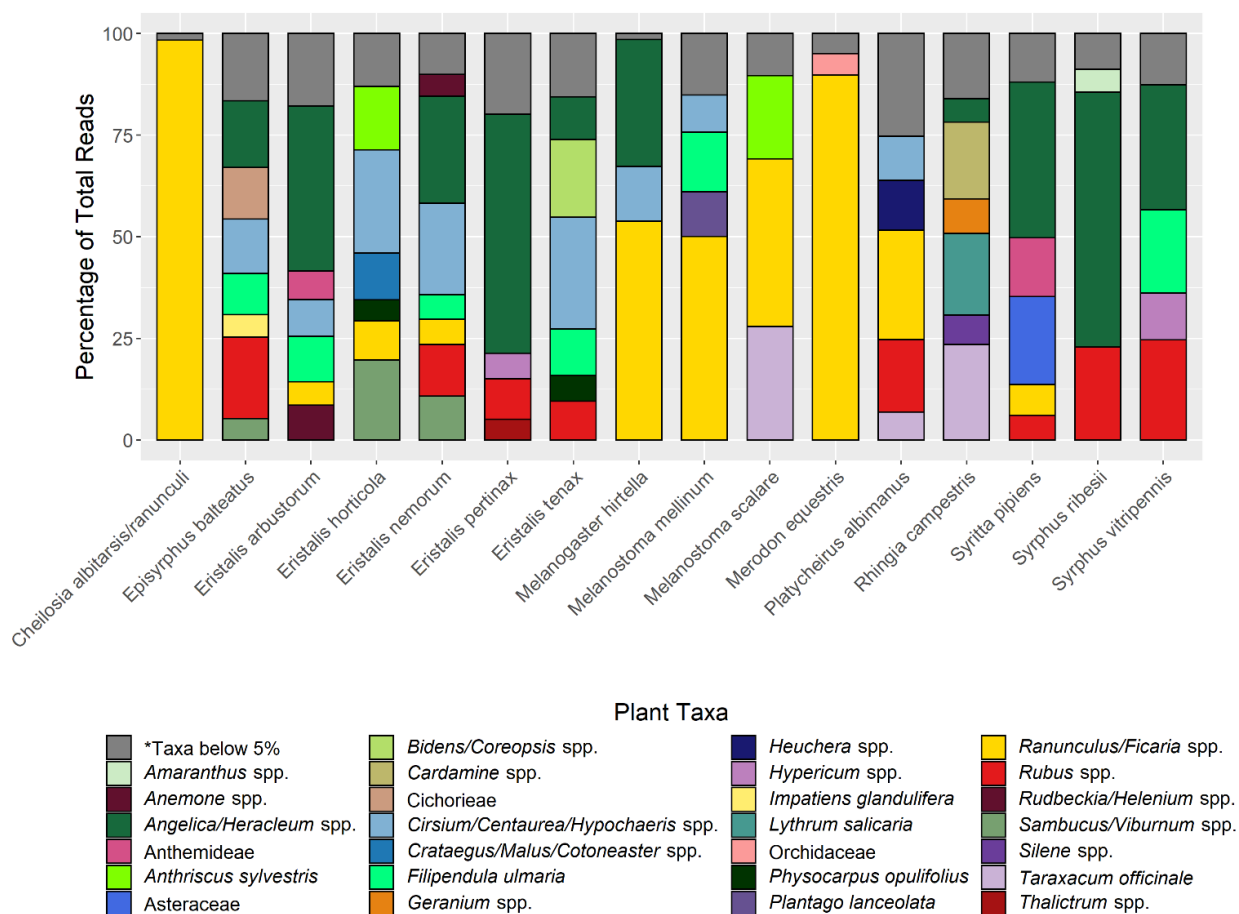 100
75
50
25
0
Percentage of Total Reads
Cheilosia albitarsis/ranunculi
Episyrphus balteatus
Eristalis arbustorum
Eristalis horticola
Eristalis nemorum
Eristalis pertinax
Eristalis tenax
Melanogaster hirtella
Melanostoma mellinum
Melanostoma scalare
Merodon equestris
Platycheirus albimanus
Rhingia campestris
Syritta pipiens
Syrphus ribesii
Syrphus vitripennis
Plant Taxa
*Taxa below 5%
Amaranthus spp.
Anemone spp.
Angelica/Heracleum spp.
Anthemideae
Anthriscus sylvestris
Asteraceae
Bidens/Coreopsis spp.
Cardamine spp.
Cichorieae
Cirsium/Centaurea/Hypochaeris spp.
Crataegus/Malus/Cotoneaster spp.
Filipendula ulmaria
Geranium spp.
Heuchera spp.
Hypericum spp.
Impatiens glandulifera
Lythrum salicaria
Orchidaceae
Physocarpus opulifolius
Plantago lanceolata
Ranunculus/Ficaria spp.
Rubus spp.
Rudbeckia/Helenium spp.
Sambucus/Viburnum spp.
Silene spp.
Taraxacum officinale
Thalictrum spp.